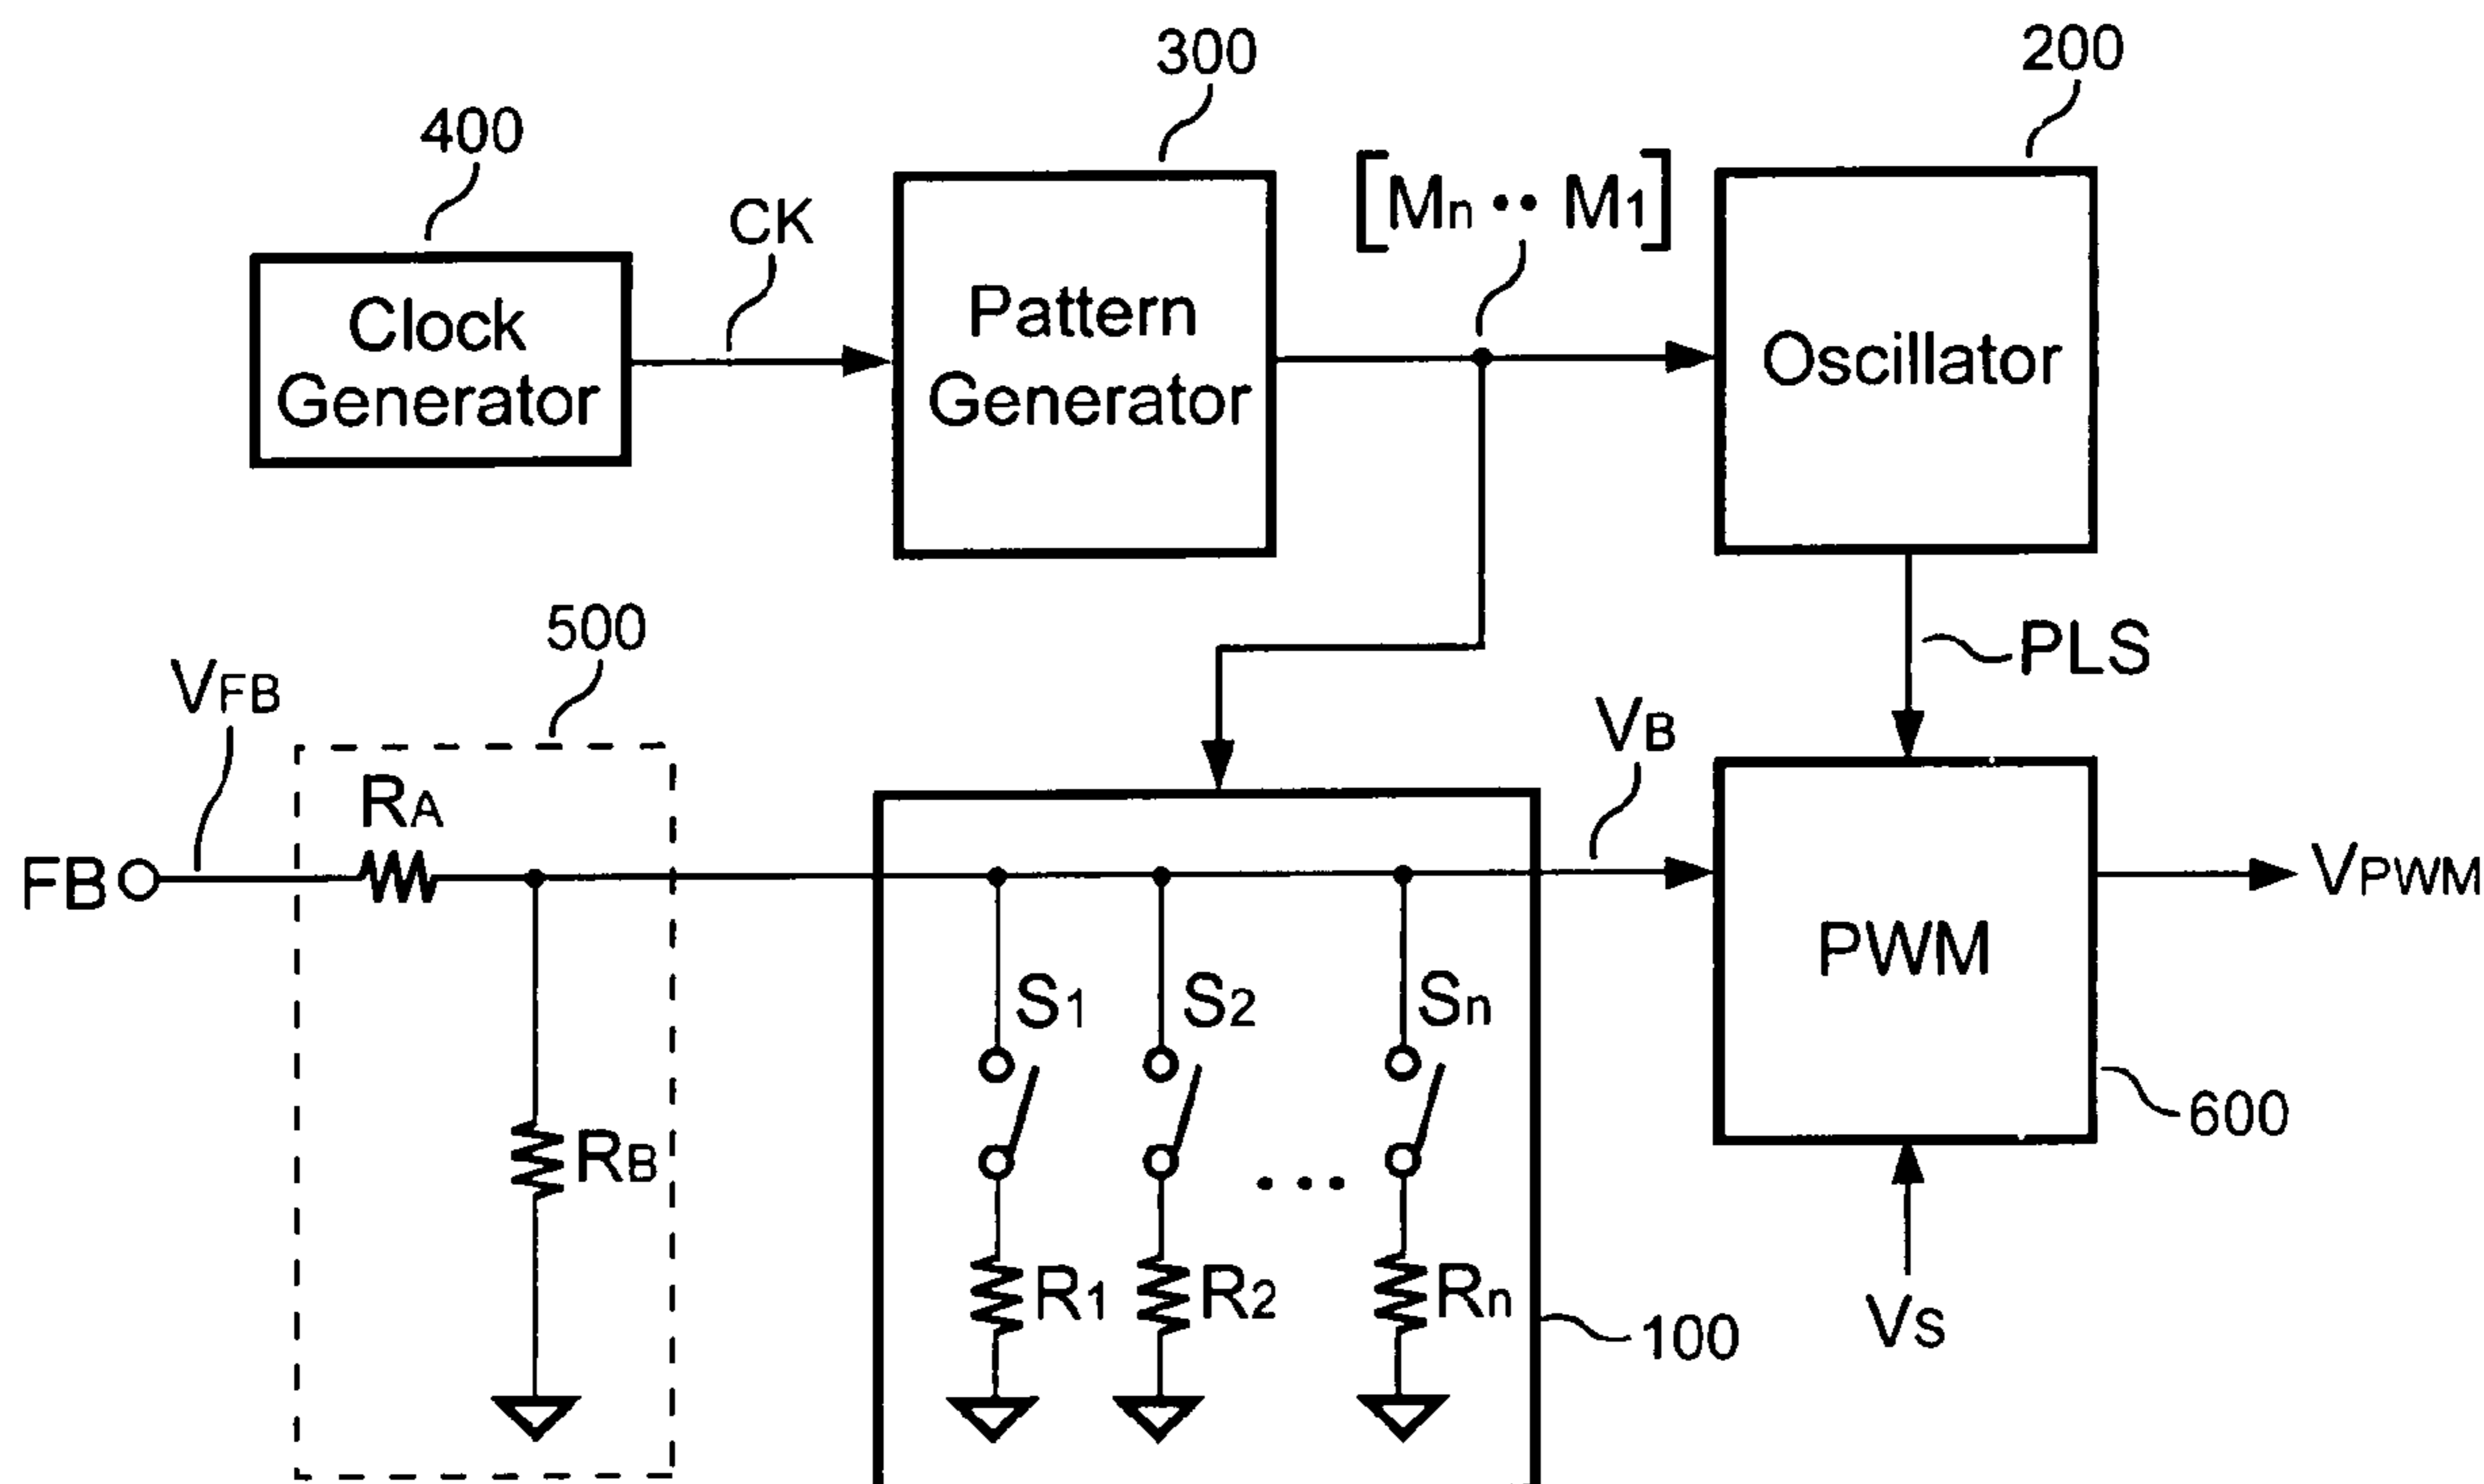 300
200
400
[Mn •• M1]
CK
Clock
Generator
Pattern
Generator
Oscillator
500
PLS
VFB
VB
RA
FB
VPWM
PWM
S1
S2
Sn
600
RB
• • •
R1
R2
Rn
100
VS